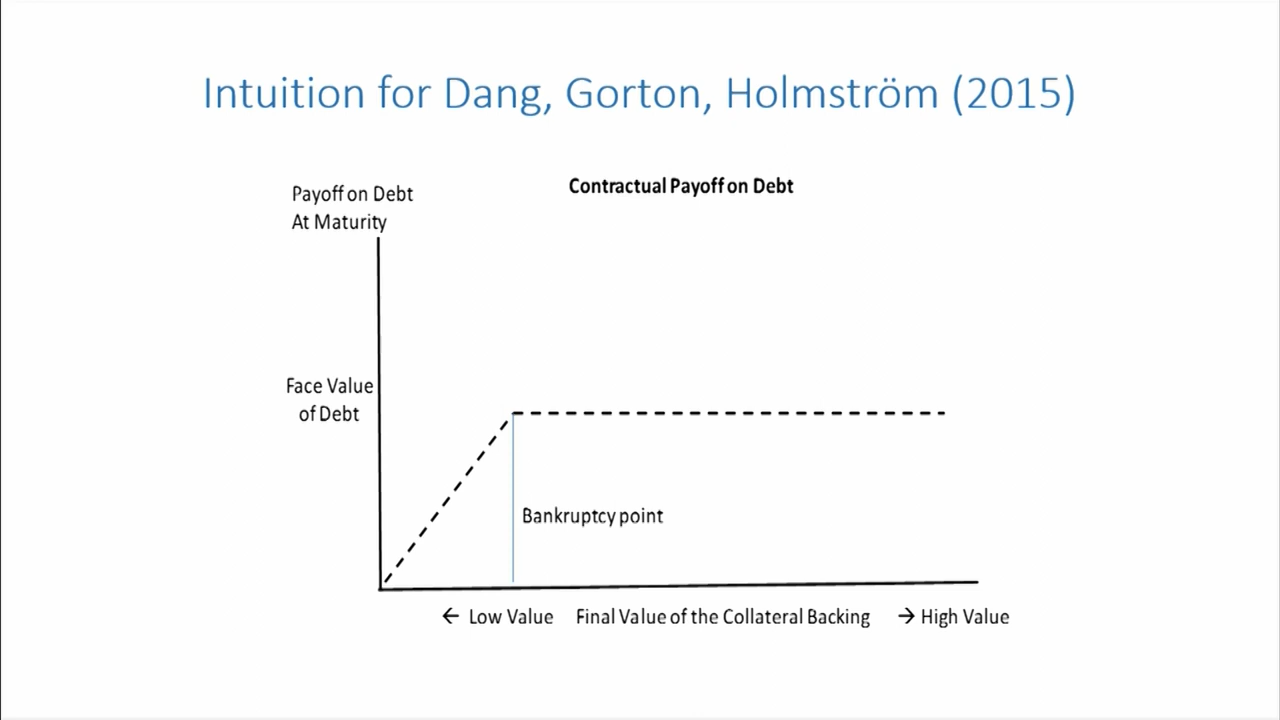 Intuition for Dang, Gorton, Holmström (2015)
Contractual Payoff on Debt
Payoff on Debt
At Maturity
Face Value
of Debt
Bankruptcy point
← Low Value Final Value of the Collateral Backing → High Value